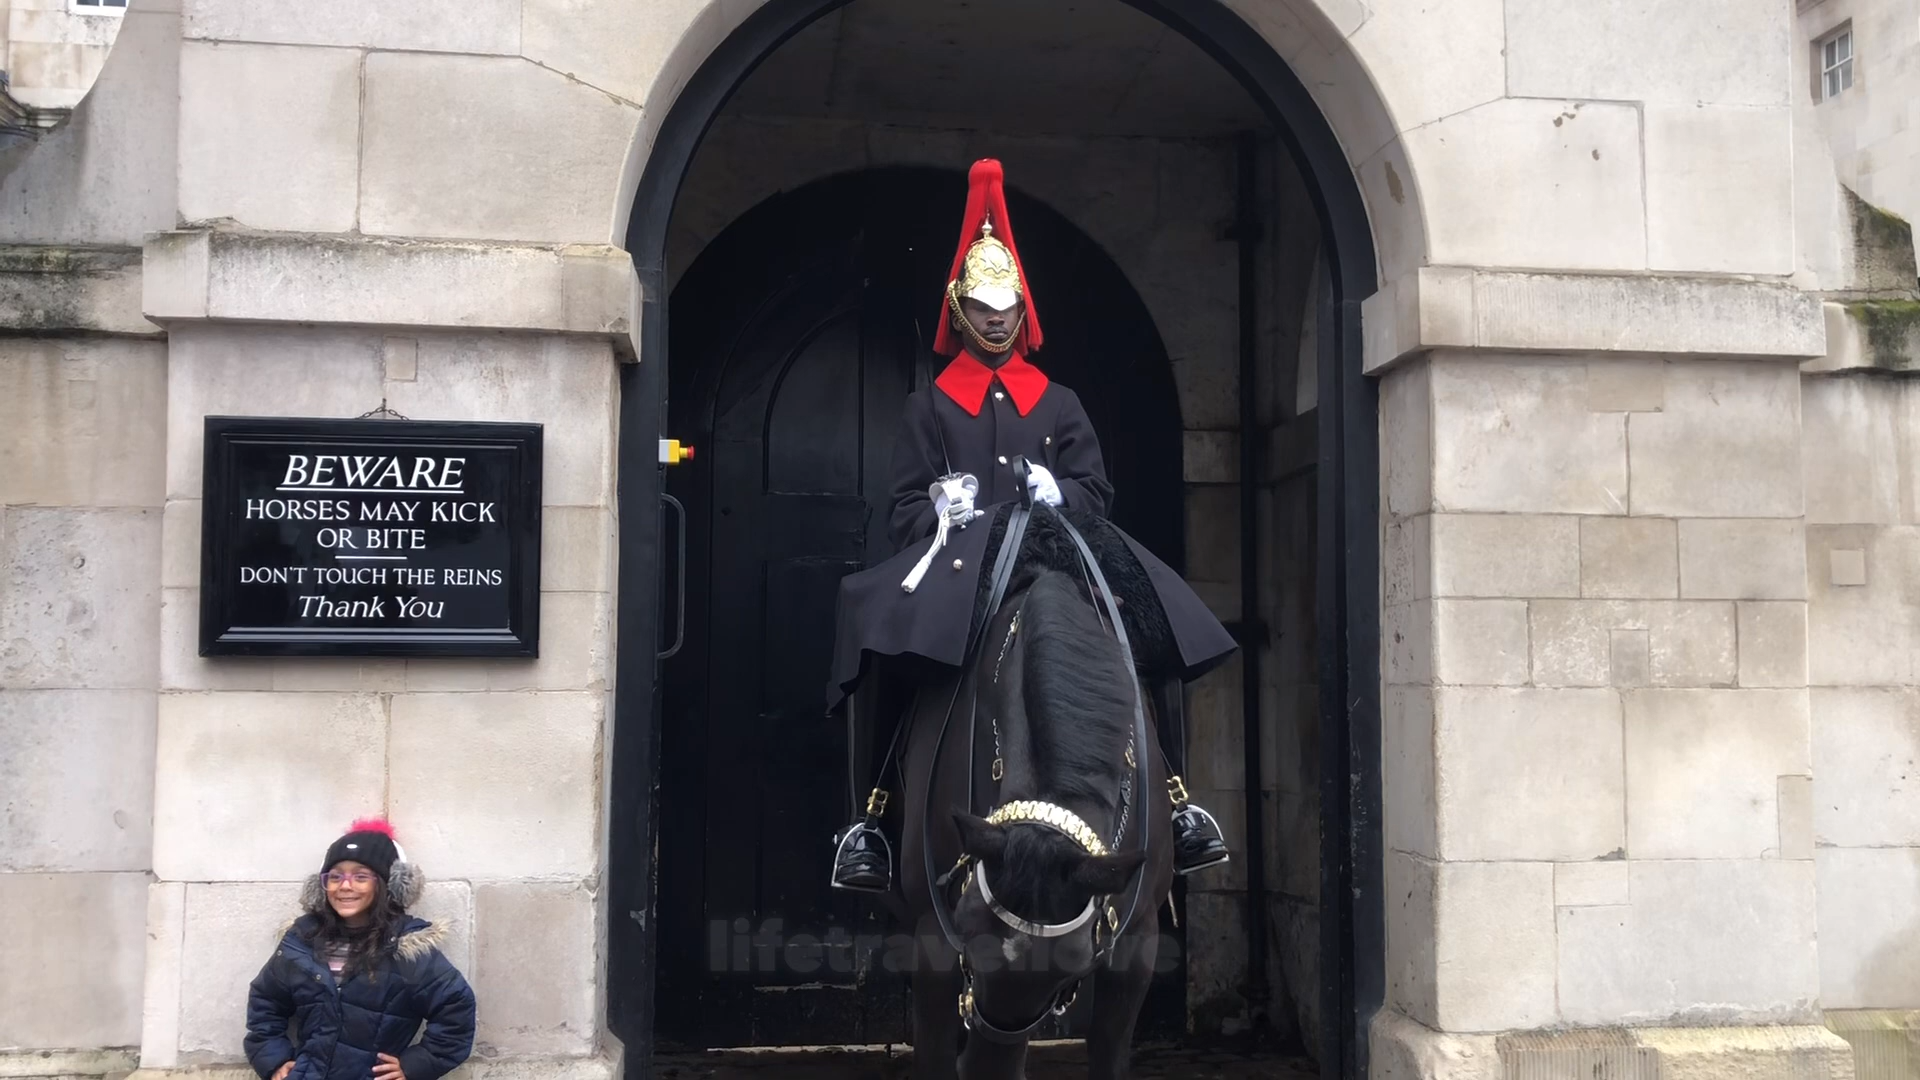 BEWARE
HORSES MAY KICK
OR BITE
DON'T TOUCH THE REINS
Thank You
lifetravellove